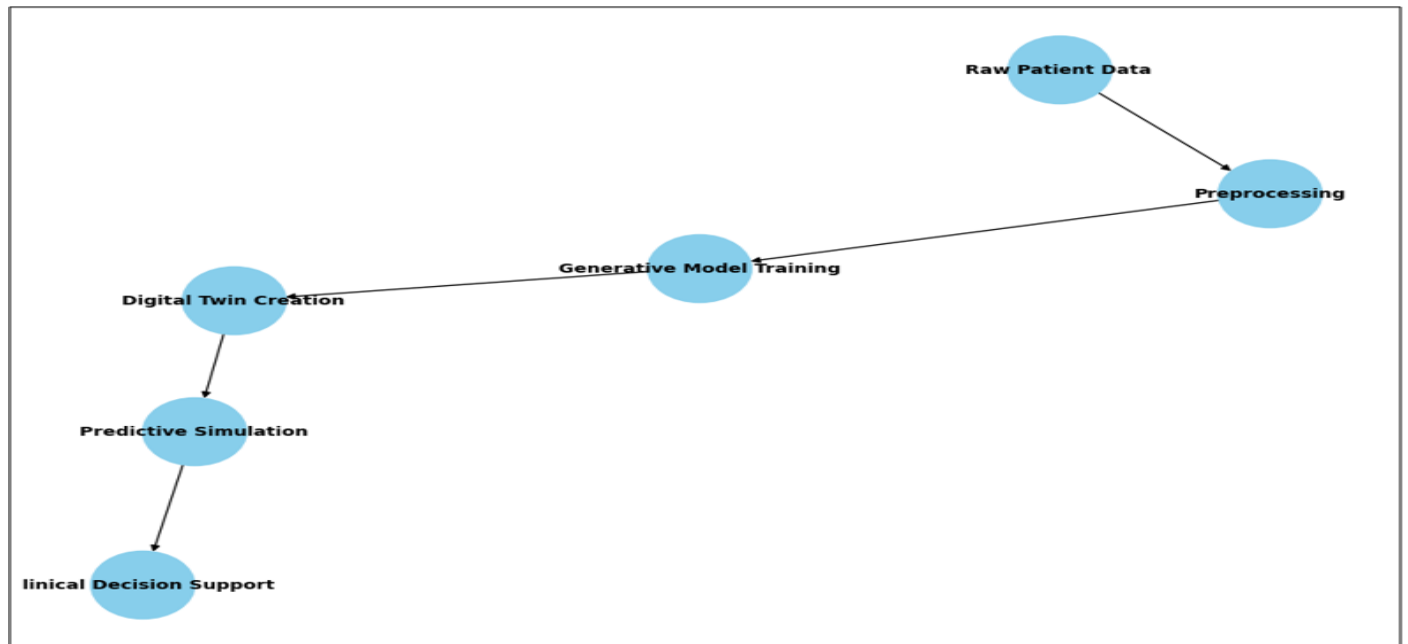 Raw Patient Data
Preprocessing
Generative Model Training
Digital Twin Creation
Predictive Simulation
linical Decision Support